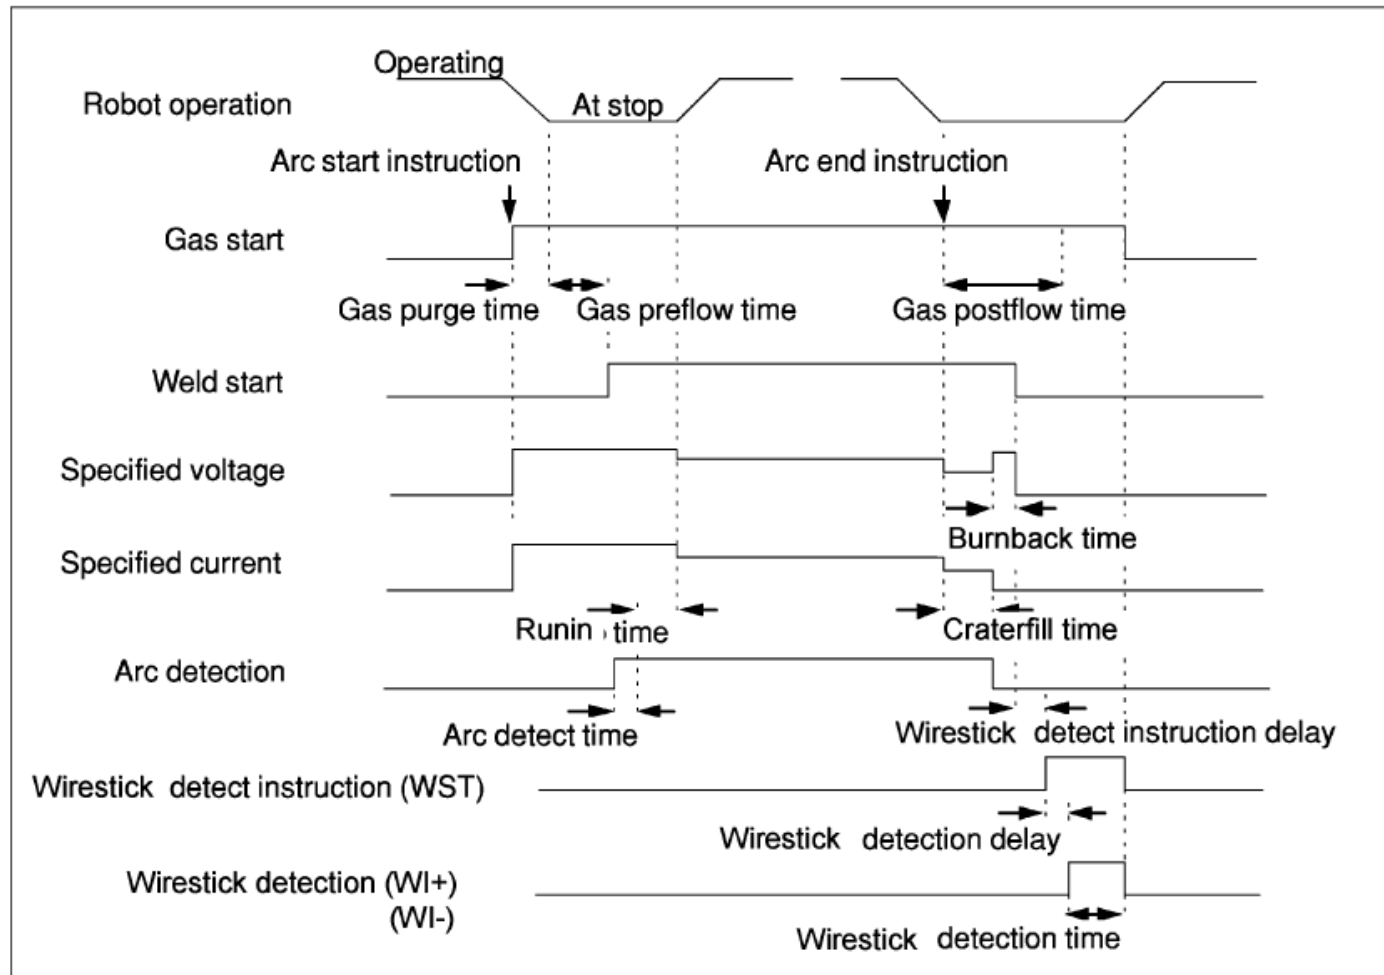 Operating
Robot operation
At stop
Arc start instruction
Arc end instruction
Gas start
Gas purge time
Gas preflow time
Gas postflow time
Weld start
Specified voltage
Burnback time
Specified current
Runin time
Craterfill time
Arc detection
Arc detect time
Wirestick detect instruction delay
Wirestick detect instruction (WST)
Wirestick detection delay
Wirestick detection (WI+)
(WI-)
Wirestick detection time